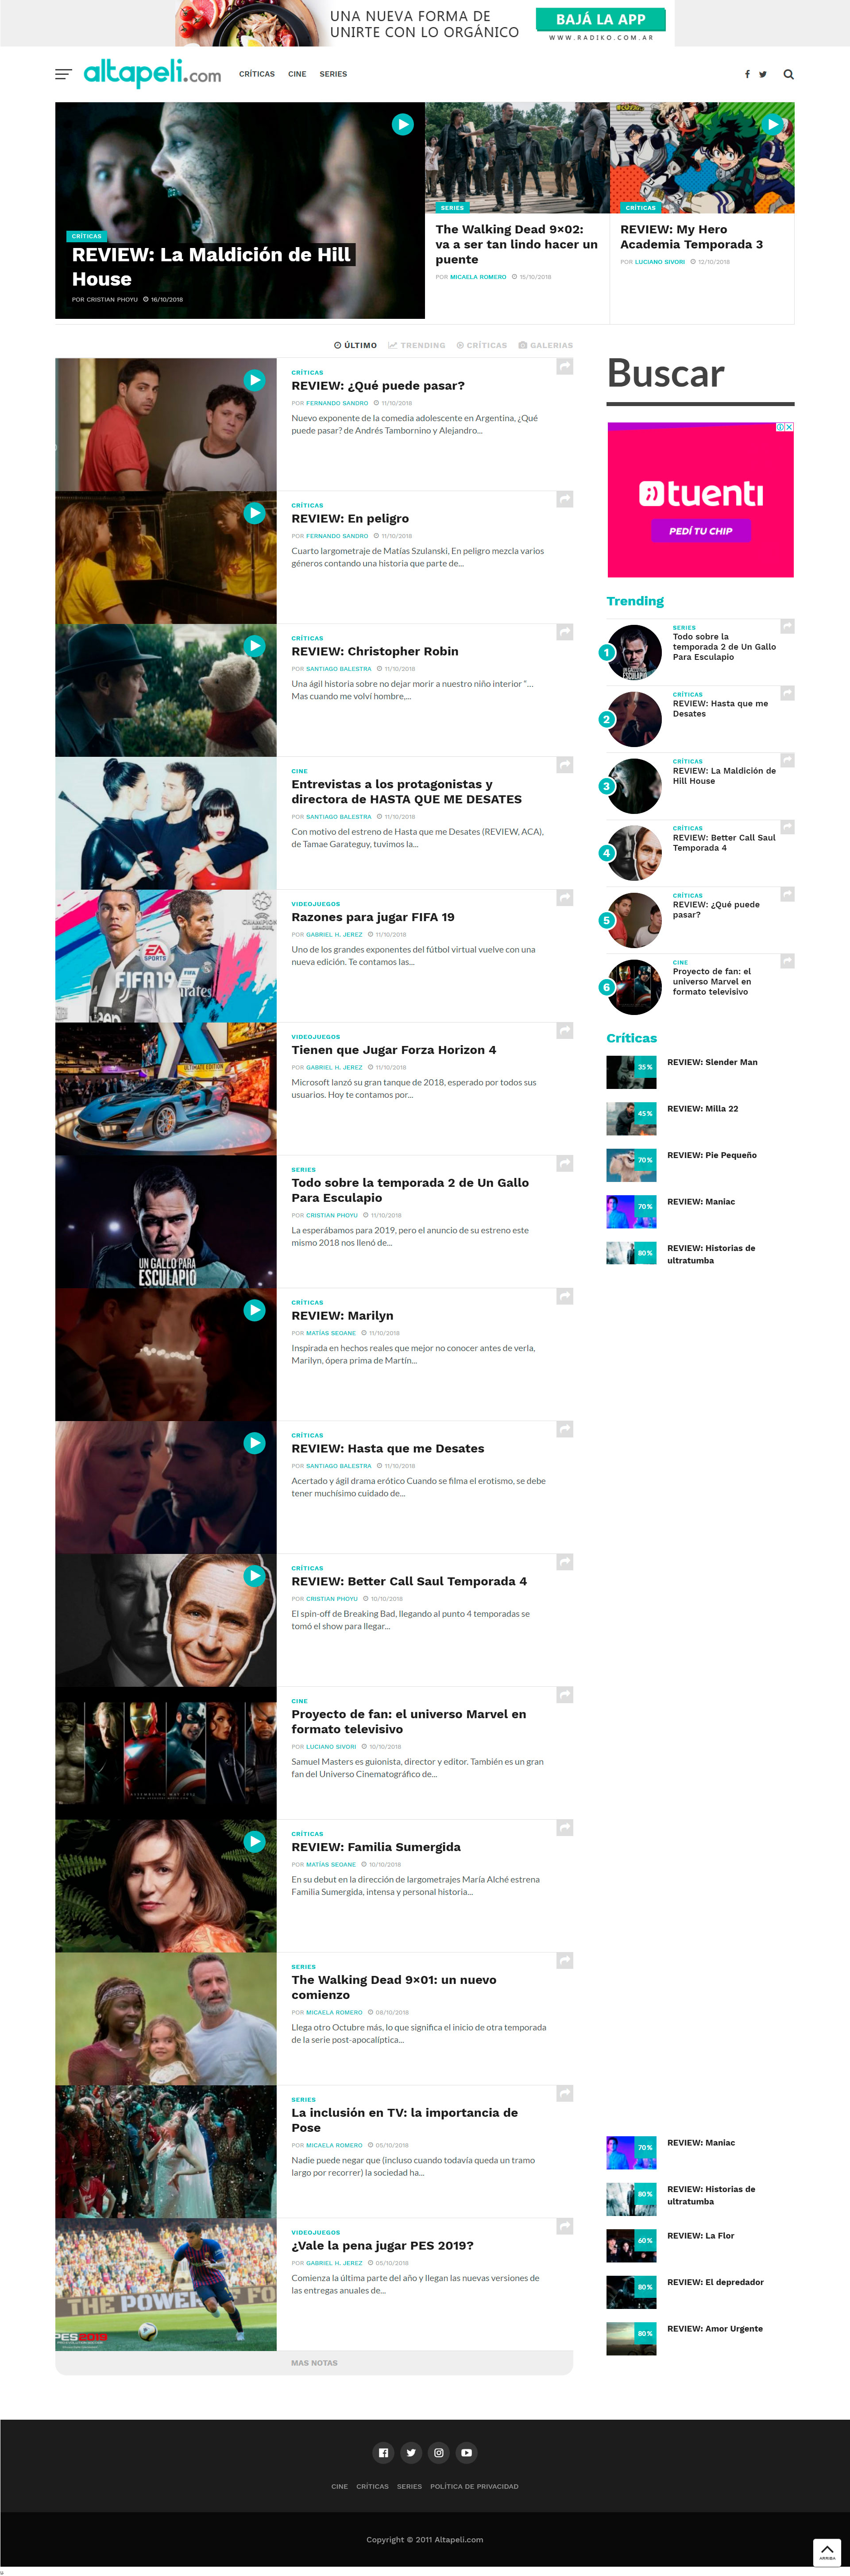 UNA NUEVA FORMA DE
UNIRTE CON LO ORGÁNICO
BAJÁ LA APP
WWW.RADIKO.COM.AR
altapeli.com
CRÍTICAS CINE SERIES
CRÍTICAS
REVIEW: La Maldición de Hill
House
POR CRISTIAN PHOYU 16/10/2018
SERIES
The Walking Dead 9×02:
va a ser tan lindo hacer un
puente
POR MICAELA ROMERO 15/10/2018
CRÍTICAS
REVIEW: My Hero
Academia Temporada 3
POR LUCIANO SIVORI 12/10/2018
ÚLTIMO TRENDING CRÍTICAS GALERIAS
CRÍTICAS
REVIEW: ¿Qué puede pasar?
POR FERNANDO SANDRO 11/10/2018
Nuevo exponente de la comedia adolescente en Argentina, ¿Qué
puede pasar? de Andrés Tambornino y Alejandro...
CRÍTICAS
REVIEW: En peligro
POR FERNANDO SANDRO 11/10/2018
Cuarto largometraje de Matías Szulanski, En peligro mezcla varios
géneros contando una historia que parte de...
CRÍTICAS
REVIEW: Christopher Robin
POR SANTIAGO BALESTRA 11/10/2018
Una ágil historia sobre no dejar morir a nuestro niño interior “...
Mas cuando me volví hombre,...
CINE
Entrevistas a los protagonistas y
directora de HASTA QUE ME DESATES
POR SANTIAGO BALESTRA 11/10/2018
Con motivo del estreno de Hasta que me Desates (REVIEW, ACA),
de Tamae Garateguy, tuvimos la...
CHAMPIONS
LEAGUE
EA
SPORTS
FIFA19
Fly
Emirates
Jeep
VIDEOJUEGOS
Razones para jugar FIFA 19
POR GABRIEL H. JEREZ 11/10/2018
Uno de los grandes exponentes del fútbol virtual vuelve con una
nueva edición. Te contamos las...
ULTIMATE EDITION
VIDEOJUEGOS
Tienen que Jugar Forza Horizon 4
POR GABRIEL H. JEREZ 11/10/2018
Microsoft lanzó su gran tanque de 2018, esperado por todos sus
usuarios. Hoy te contamos por...
UN GALLO PARA
ESCULAPIO
SERIES
Todo sobre la temporada 2 de Un Gallo
Para Esculapio
POR CRISTIAN PHOYU 11/10/2018
La esperábamos para 2019, pero el anuncio de su estreno este
mismo 2018 nos llenó de...
CRÍTICAS
REVIEW: Marilyn
POR MATÍAS SEOANE 11/10/2018
Inspirada en hechos reales que mejor no conocer antes de verla,
Marilyn, ópera prima de Martín...
CRÍTICAS
REVIEW: Hasta que me Desates
POR SANTIAGO BALESTRA 11/10/2018
Acertado y ágil drama erótico Cuando se filma el erotismo, se debe
tener muchísimo cuidado de...
CRÍTICAS
REVIEW: Better Call Saul Temporada 4
POR CRISTIAN PHOYU 10/10/2018
El spin-off de Breaking Bad, llegando al punto 4 temporadas se
tomó el show para llegar...
CINE
Proyecto de fan: el universo Marvel en
formato televisivo
POR LUCIANO SIVORI 10/10/2018
Samuel Masters es guionista, director y editor. También es un gran
fan del Universo Cinematográfico de...
CRÍTICAS
REVIEW: Familia Sumergida
POR MATÍAS SEOANE 10/10/2018
En su debut en la dirección de largometrajes María Alché estrena
Familia Sumergida, intensa y personal historia...
SERIES
The Walking Dead 9×01: un nuevo
comienzo
POR MICAELA ROMERO 08/10/2018
Llega otro Octubre más, lo que significa el inicio de otra temporada
de la serie post-apocalíptica...
SERIES
La inclusión en TV: la importancia de
Pose
POR MICAELA ROMERO 05/10/2018
Nadie puede negar que (incluso cuando todavía queda un tramo
largo por recorrer) la sociedad ha...
THE POWER OF FO
PES2019
VIDEOJUEGOS
¿Vale la pena jugar PES 2019?
POR GABRIEL H. JEREZ 05/10/2018
Comienza la última parte del año y llegan las nuevas versiones de
las entregas anuales de...
MAS NOTAS
Buscar
tuenti
PEDÍ TU CHIP
Trending
1
SERIES
Todo sobre la
temporada 2 de Un Gallo
Para Esculapio
2
CRÍTICAS
REVIEW: Hasta que me
Desates
3
CRÍTICAS
REVIEW: La Maldición de
Hill House
4
CRÍTICAS
REVIEW: Better Call Saul
Temporada 4
5
CRÍTICAS
REVIEW: ¿Qué puede
pasar?
6
CINE
Proyecto de fan: el
universo Marvel en
formato televisivo
Críticas
35%
REVIEW: Slender Man
45%
REVIEW: Milla 22
70%
REVIEW: Pie Pequeño
70%
REVIEW: Maniac
80%
REVIEW: Historias de
ultratumba
70%
REVIEW: Maniac
80%
REVIEW: Historias de
ultratumba
60%
REVIEW: La Flor
80%
REVIEW: El depredador
80%
REVIEW: Amor Urgente
CINE CRÍTICAS SERIES POLÍTICA DE PRIVACIDAD
Copyright © 2011 Altapeli.com
ARRIBA